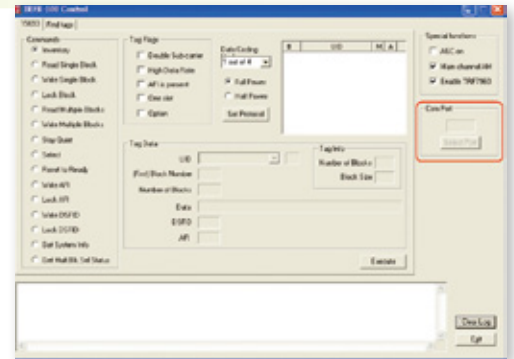 15693 Find tags
Commands
Inventory
Read Single Block
Write Single Block
Lock Block
Read Multiple Blocks
Write Multiple Blocks
Stay Quiet
Select
Reset to Ready
Write AFI
Lock AFI
Write DSFID
Lock DSFID
Get System Info
Get Mult Blk Sel Status
Tag Flags
Double Sub-carrier
High Data Rate
AFI is present
One slot
Option
Data Coding
1 out of 4
Full Power
Half Power
Set Protocol
# UID
Special functions
AGC on
Main channel AM
Enable TRF7960
Com Port
Select Port
Tag Data
UID
(First) Block Number
Number of Blocks
Data
DSFID
AFI
Tag Info
Number of Blocks
Block Size
Execute
Clear Log
Exit